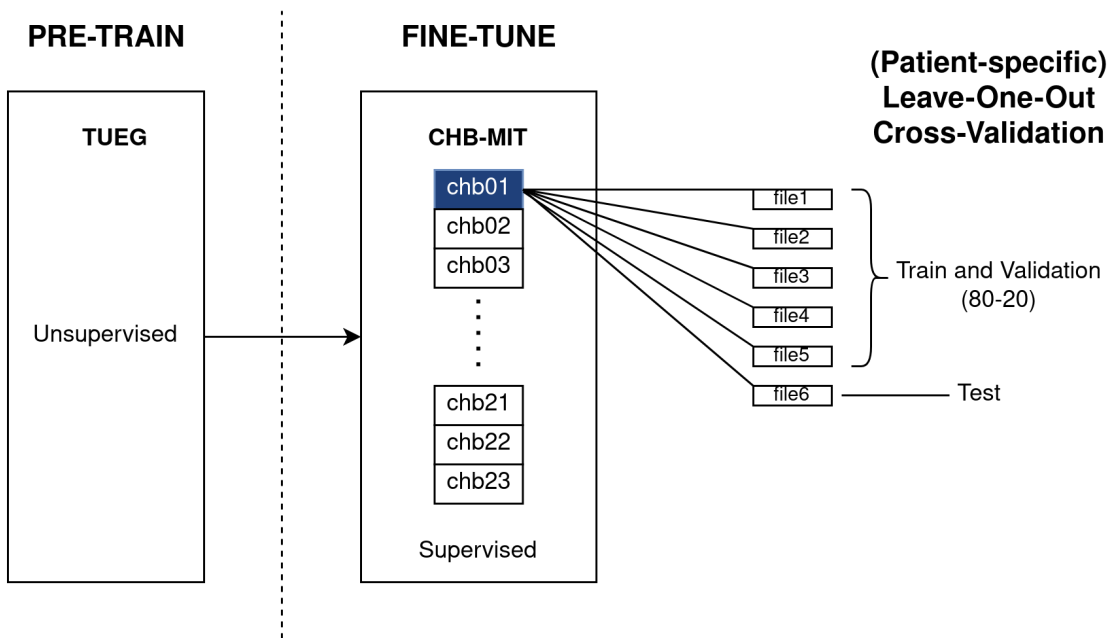 PRE-TRAIN
TUEG
Unsupervised
FINE-TUNE
CHB-MIT
chb01
chb02
chb03
chb21
chb22
chb23
Supervised
(Patient-specific)
Leave-One-Out
Cross-Validation
file1
file2
file3
file4
file5
file6
Train and Validation
(80-20)
Test